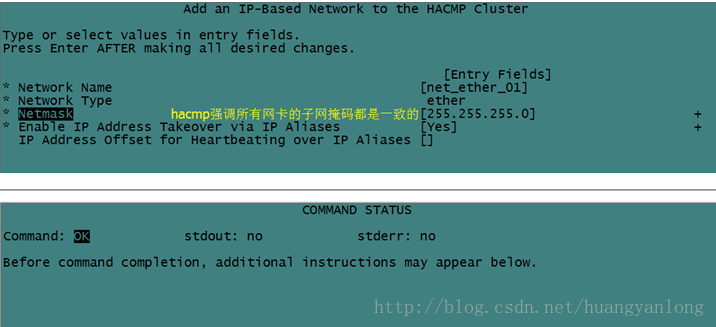 Add an IP-Based Network to the HACMP Cluster
Type or select values in entry fields.
Press Enter AFTER making all desired changes.
[Entry Fields]
* Network Name [net_ether_01]
* Network Type ether
* Netmask hacmp强调所有网卡的子网掩码都是一致的[255.255.255.0] +
* Enable IP Address Takeover via IP Aliases [Yes] +
IP Address Offset for Heartbeating over IP Aliases []
COMMAND STATUS
Command: OK stdout: no stderr: no
Before command completion, additional instructions may appear below.
http://blog.csdn.net/huangyanlong